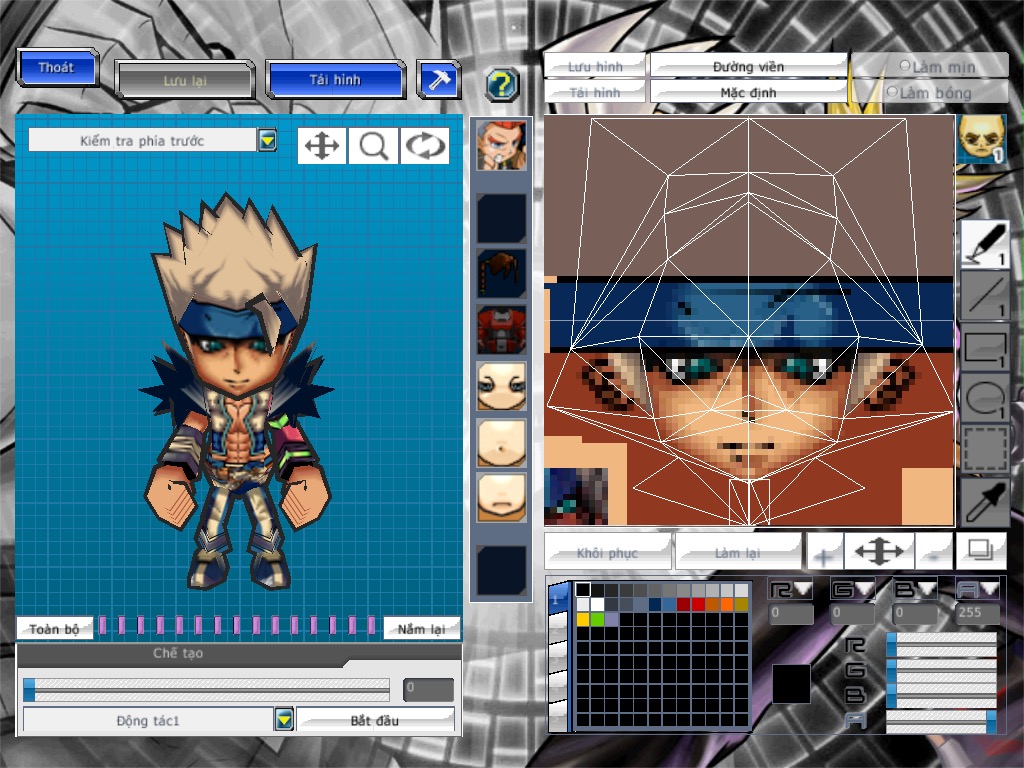 Thoát
Lưu lại
Tải hình
?
Lưu hình
Đường viền
Làm mịn
Tải hình
Mặc định
Làm bóng
Kiểm tra phía trước
1
1
1
1
1
Khôi phục
Làm lại
+
-
1
R
G
B
A
0
0
0
255
R
G
B
A
Toàn bộ
Nắm lại
Chế tạo
0
Động tác1
Bắt đầu